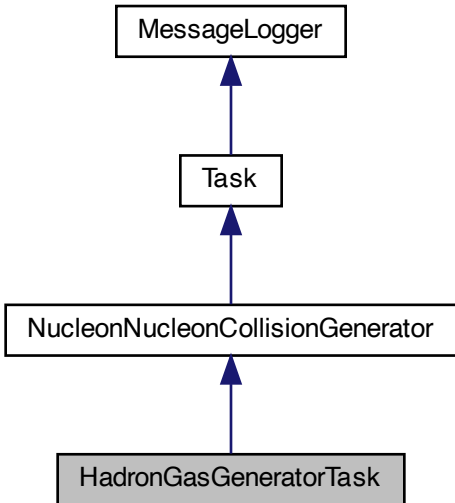 MessageLogger
Task
NucleonNucleonCollisionGenerator
HadronGasGeneratorTask